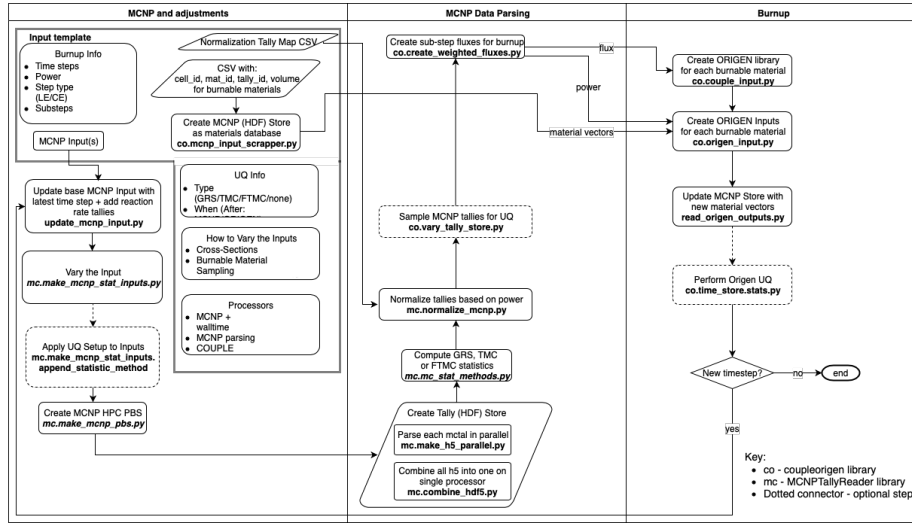 MCNP and adjustments
MCNP Data Parsing
Burnup
Input template
Burnup Info
• Time steps
• Power
• Step type
(LE/CE)
• Substeps
MCNP Input(s)
Normalization Tally Map CSV
CSV with:
cell_id, mat_id, tally_id, volume
for burnable materials
Create MCNP (HDF) Store
as materials database
co.mcnp_input_scrapper.py
Update base MCNP Input with
latest time step + add reaction
rate tallies
update_mcnp_input.py
Vary the Input
mc.make_mcnp_stat_inputs.py
Apply UQ Setup to Inputs
mc.make_mcnp_stat_inputs.
append_statistic_method
Create MCNP HPC PBS
mc.make_mcnp_pbs.py
UQ Info
• Type
(GRS/TMC/FTMC/none)
• When (After:
How to Vary the Inputs
• Cross-Sections
• Burnable Material
Sampling
Processors
• MCNP +
walltime
• MCNP parsing
• COUPLE
Create sub-step fluxes for burnup
co.create_weighted_fluxes.py
Sample MCNP tallies for UQ
co.vary_tally_store.py
Normalize tallies based on power
mc.normalize_mcnp.py
Compute GRS, TMC
or FTMC statistics
mc.mc_stat_methods.py
Create Tally (HDF) Store
Parse each mctal in parallel
mc.make_h5_parallel.py
Combine all h5 into one on
single processor
mc.combine_hdf5.py
flux
power
material vectors
Create ORIGEN library
for each burnable material
co.couple_input.py
Create ORIGEN Inputs
for each burnable material
co.origen_input.py
Update MCNP Store with
new material vectors
read_origen_outputs.py
Perform Origen UQ
co.time_store.stats.py
New timestep?
no
end
yes
Key:
• co - coupleorigen library
• mc - MCNPTallyReader library
• Dotted connector - optional step